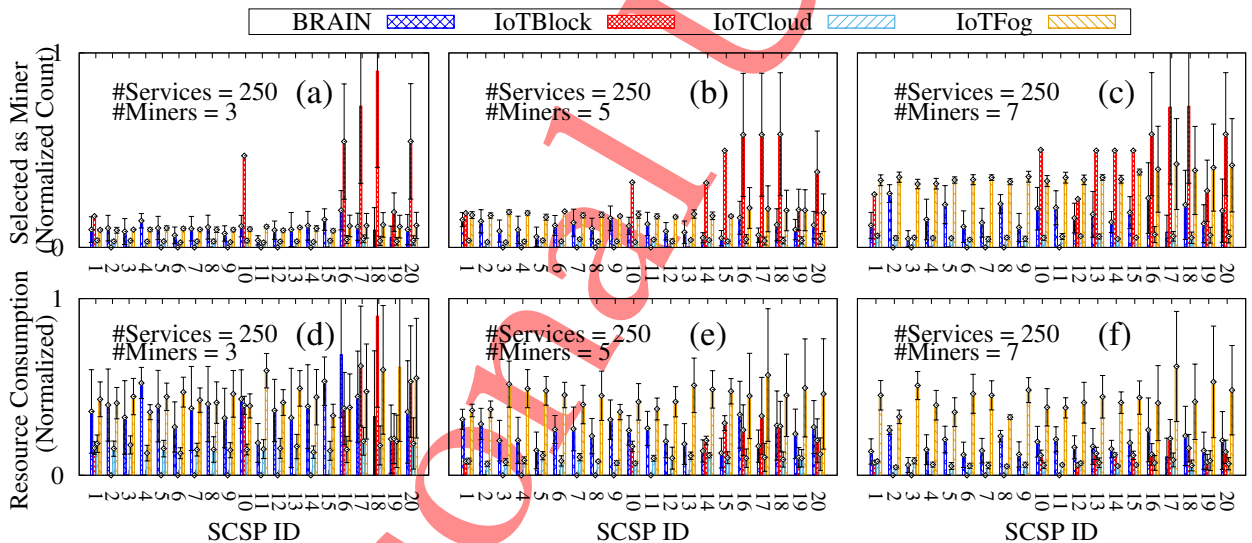 BRAIN IoTBlock IoTCloud IoTFog
Selected as Miner
(Normalized Count)
1
0
#Services = 250 (a)
#Miners = 3
1 2 3 4 5 6 7 8 9 10 11 12 13 14 15 16 17 18 19 20
#Services = 250 (b)
#Miners = 5
1 2 3 4 5 6 7 8 9 10 11 12 13 14 15 16 17 18 19 20
#Services = 250 (c)
#Miners = 7
1 2 3 4 5 6 7 8 9 10 11 12 13 14 15 16 17 18 19 20
Resource Consumption
(Normalized)
1
0
#Services = 250 (d)
#Miners = 3
1 2 3 4 5 6 7 8 9 10 11 12 13 14 15 16 17 18 19 20
SCSP ID
#Services = 250 (e)
#Miners = 5
1 2 3 4 5 6 7 8 9 10 11 12 13 14 15 16 17 18 19 20
#Services = 250 (f)
#Miners = 7
1 2 3 4 5 6 7 8 9 10 11 12 13 14 15 16 17 18 19 20
SCSP ID